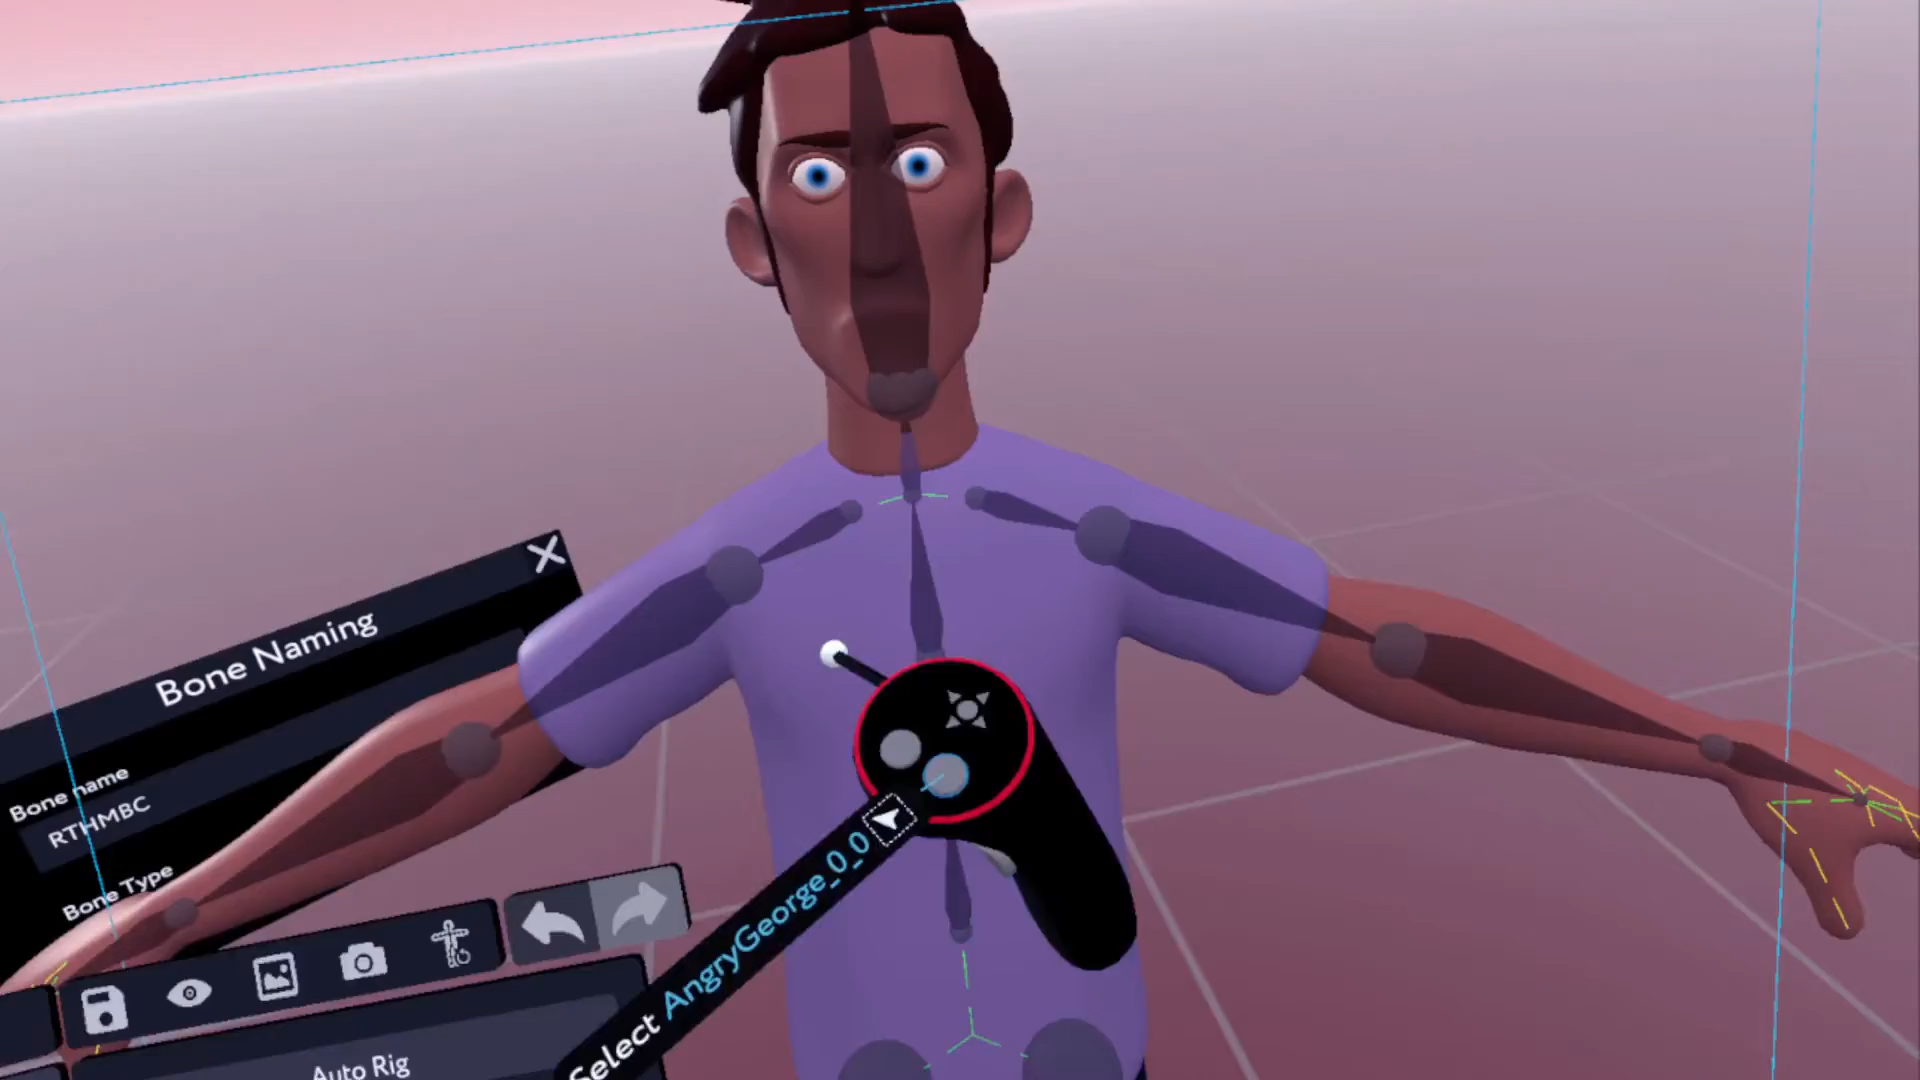 Bone Naming
Bone name
RTHMBC
Bone Type
Auto Rig
Select AngryGeorge_0_0